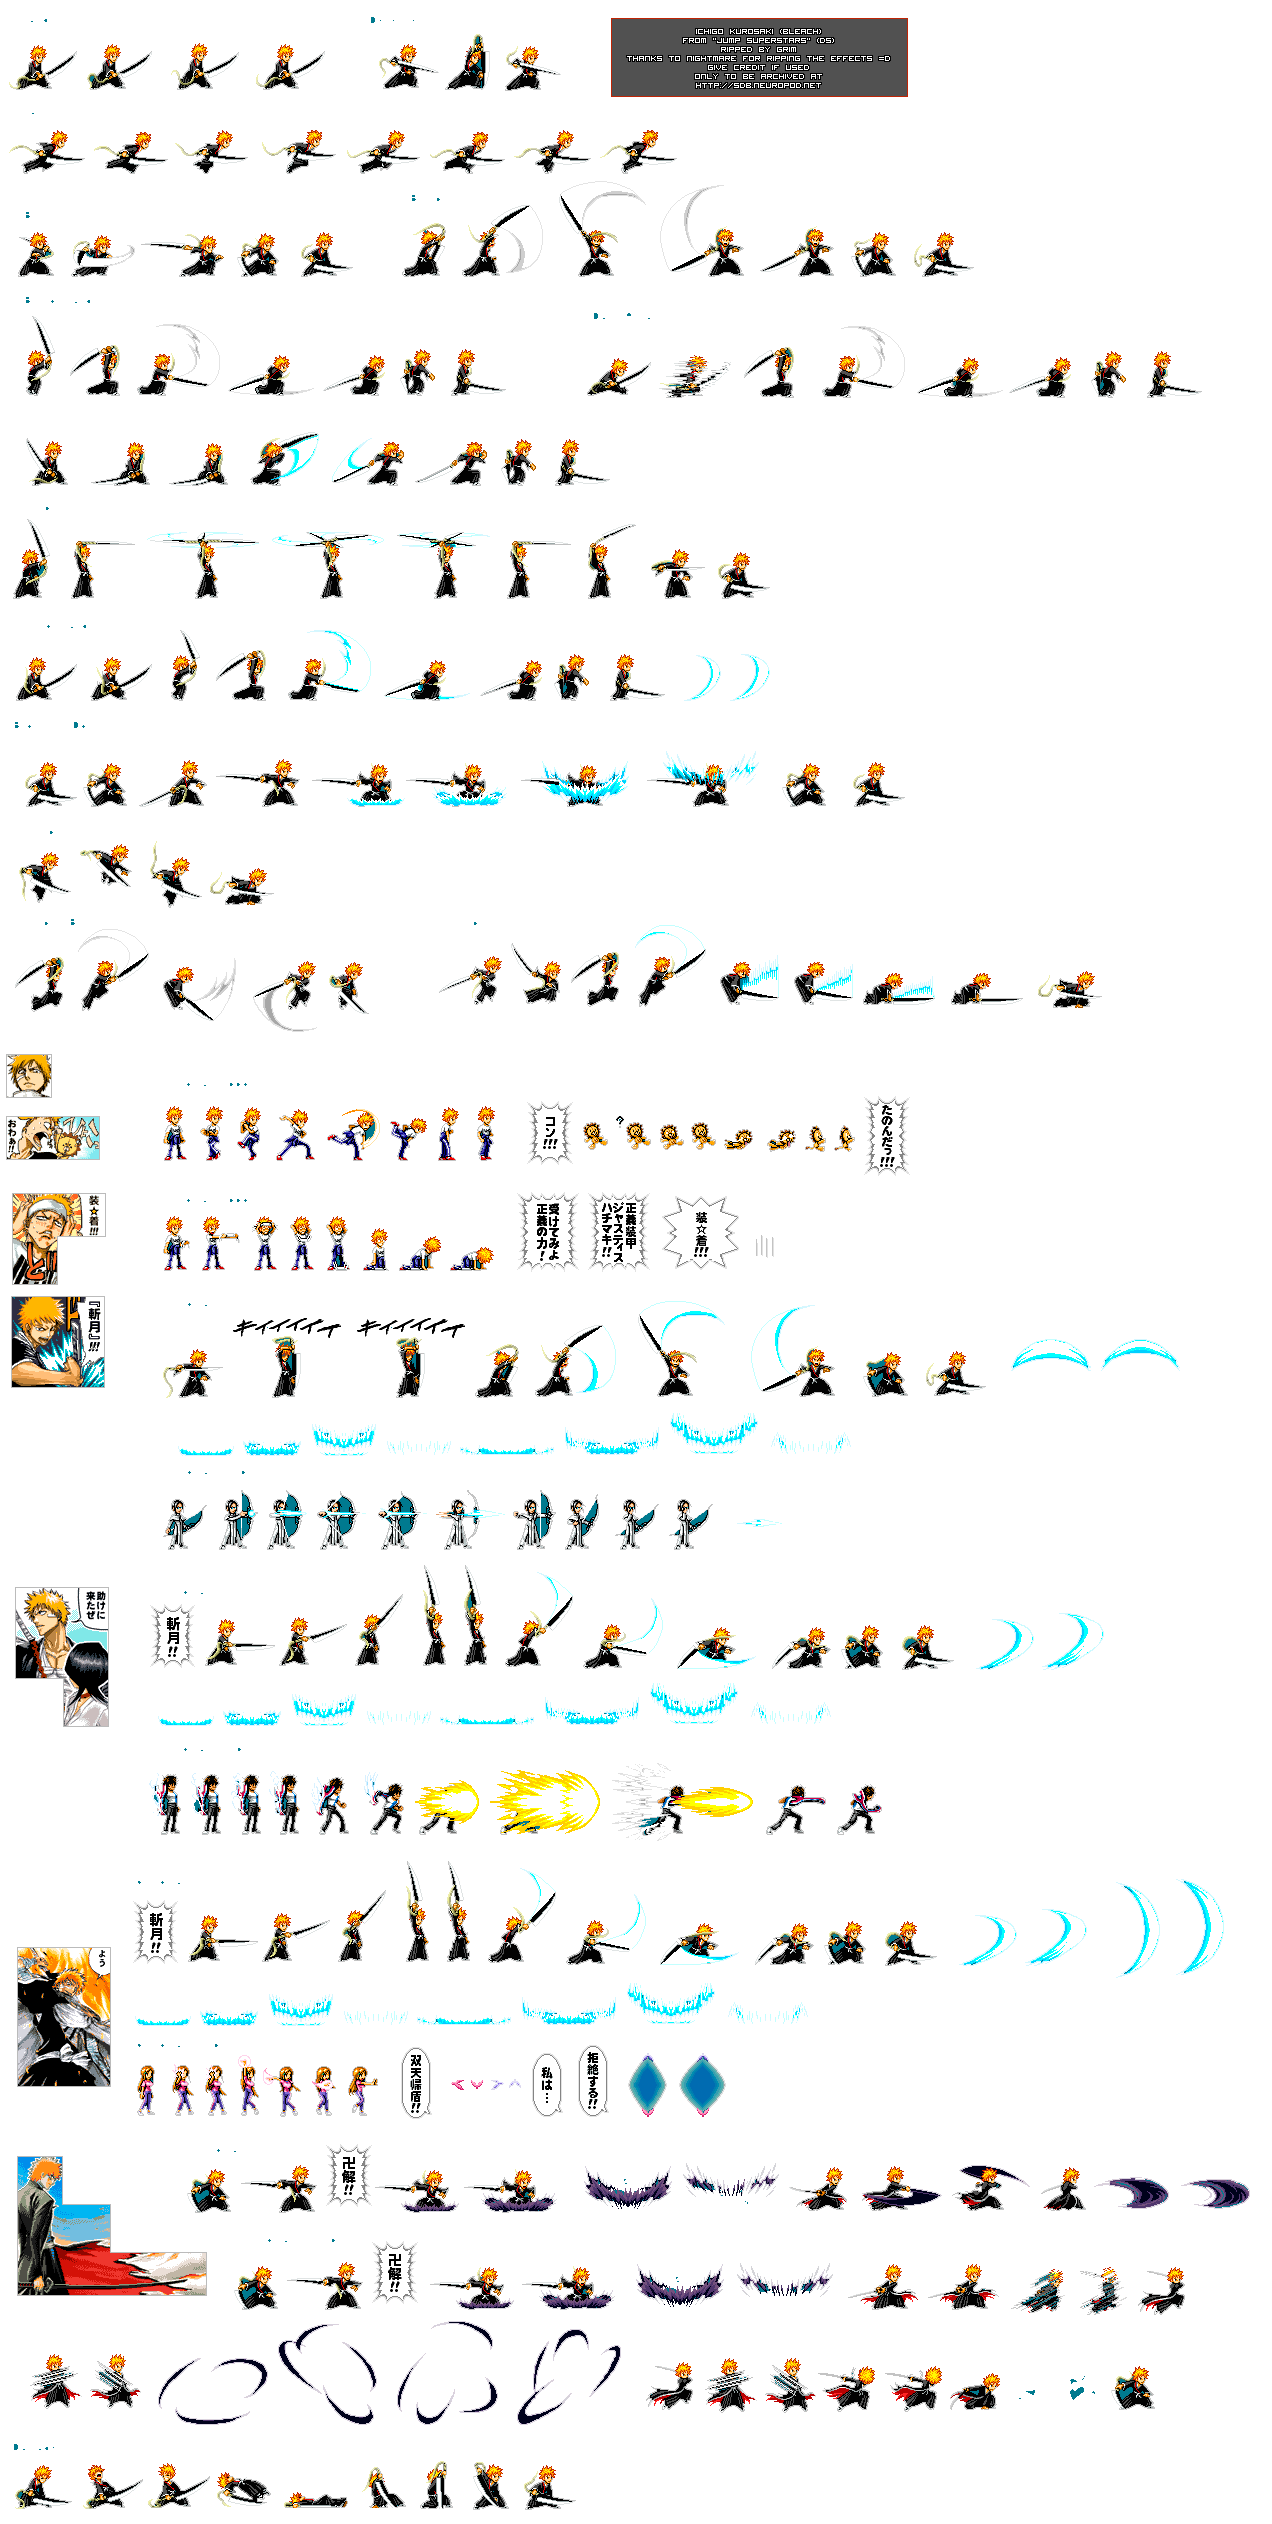 ICHIGO KUROSAKI (BLEACH)
FROM "JUMP SUPERSTARS" (DS)
RIPPED BY GRIM
THANKS TO NIGHTMARE FOR RIPPING THE EFFECTS =D
GIVE CREDIT IF USED
ONLY TO BE ARCHIVED AT
HTTP://SDB.NEUROPOD.NET
おわぁ!!
コン!!!
?
たのんだぅ!!!
装☆着!!!
受けてみよ
正義の力!
正義装甲
ジャスティス
ハチマキ!!
装☆着!!!
『斬月』!!!
キイイイイイ
キイイイイイ
助けに
来たぜ
斬月!!
斬月!!
よう
双天帰盾!!
私は…
拒絶する!!
卍解!!
卍解!!